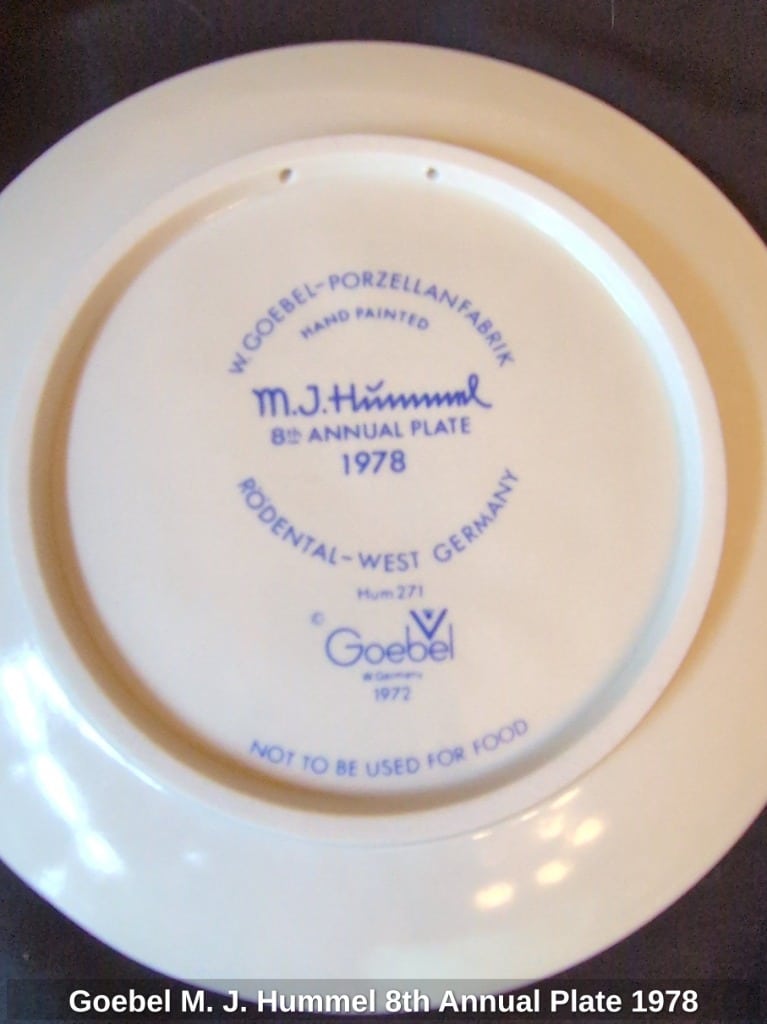 W. GOEBEL-PORZELLANFABRIK
HAND PAINTED
M.J. Hummel
8th ANNUAL PLATE
1978
RÖDENTAL-WEST GERMANY
Hum 271
© Goebel
W. Germany
1972
NOT TO BE USED FOR FOOD
Goebel M. J. Hummel 8th Annual Plate 1978